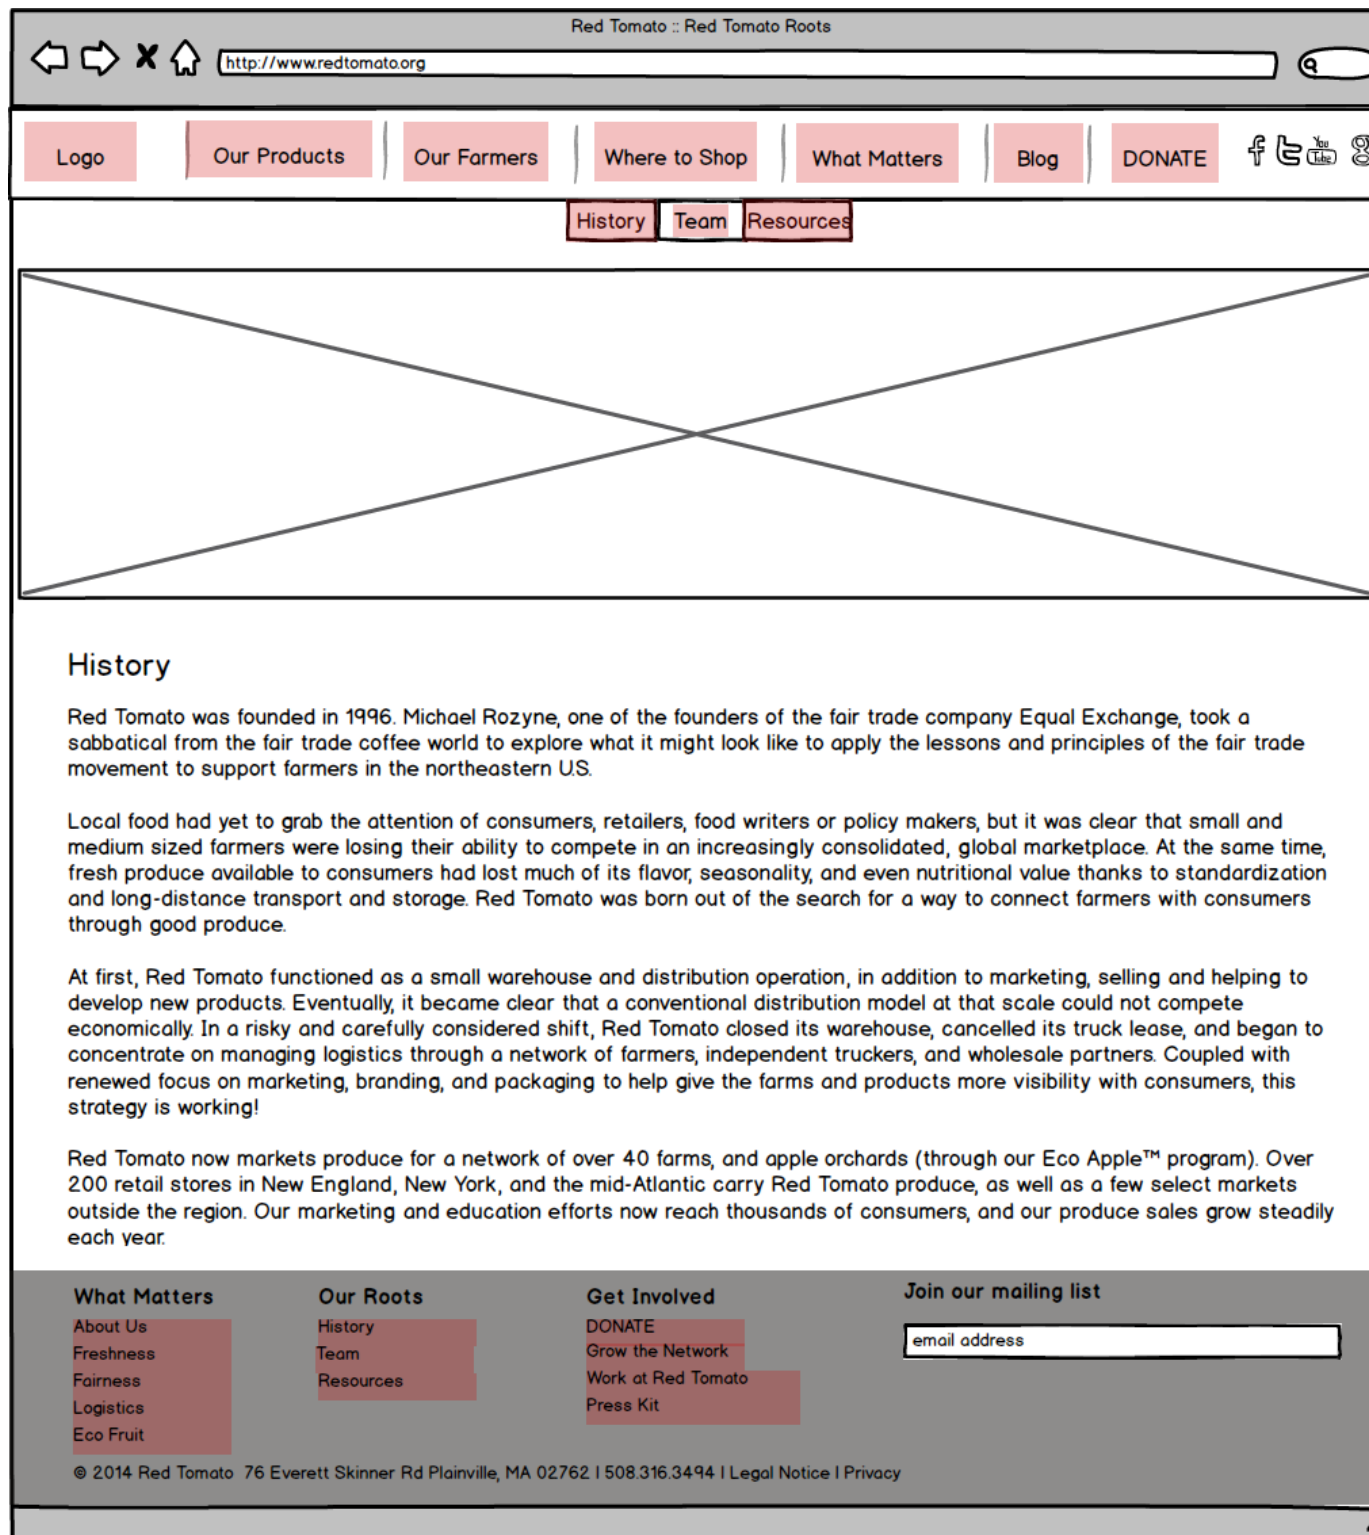 Red Tomato :: Red Tomato Roots
http://www.redtomato.org
Logo
Our Products
Our Farmers
Where to Shop
What Matters
Blog
DONATE
You
Tube
History
Team
Resources
History
Red Tomato was founded in 1996. Michael Rozyne, one of the founders of the fair trade company Equal Exchange, took a
sabbatical from the fair trade coffee world to explore what it might look like to apply the lessons and principles of the fair trade
movement to support farmers in the northeastern U.S.
Local food had yet to grab the attention of consumers, retailers, food writers or policy makers, but it was clear that small and
medium sized farmers were losing their ability to compete in an increasingly consolidated, global marketplace. At the same time,
fresh produce available to consumers had lost much of its flavor, seasonality, and even nutritional value thanks to standardization
and long-distance transport and storage. Red Tomato was born out of the search for a way to connect farmers with consumers
through good produce.
At first, Red Tomato functioned as a small warehouse and distribution operation, in addition to marketing, selling and helping to
develop new products. Eventually, it became clear that a conventional distribution model at that scale could not compete
economically. In a risky and carefully considered shift, Red Tomato closed its warehouse, cancelled its truck lease, and began to
concentrate on managing logistics through a network of farmers, independent truckers, and wholesale partners. Coupled with
renewed focus on marketing, branding, and packaging to help give the farms and products more visibility with consumers, this
strategy is working!
Red Tomato now markets produce for a network of over 40 farms, and apple orchards (through our Eco Apple™ program). Over
200 retail stores in New England, New York, and the mid-Atlantic carry Red Tomato produce, as well as a few select markets
outside the region. Our marketing and education efforts now reach thousands of consumers, and our produce sales grow steadily
each year.
What Matters
About Us
Freshness
Fairness
Logistics
Eco Fruit
Our Roots
History
Team
Resources
Get Involved
DONATE
Grow the Network
Work at Red Tomato
Press Kit
Join our mailing list
email address
© 2014 Red Tomato 76 Everett Skinner Rd Plainville, MA 02762 | 508.316.3494 | Legal Notice | Privacy